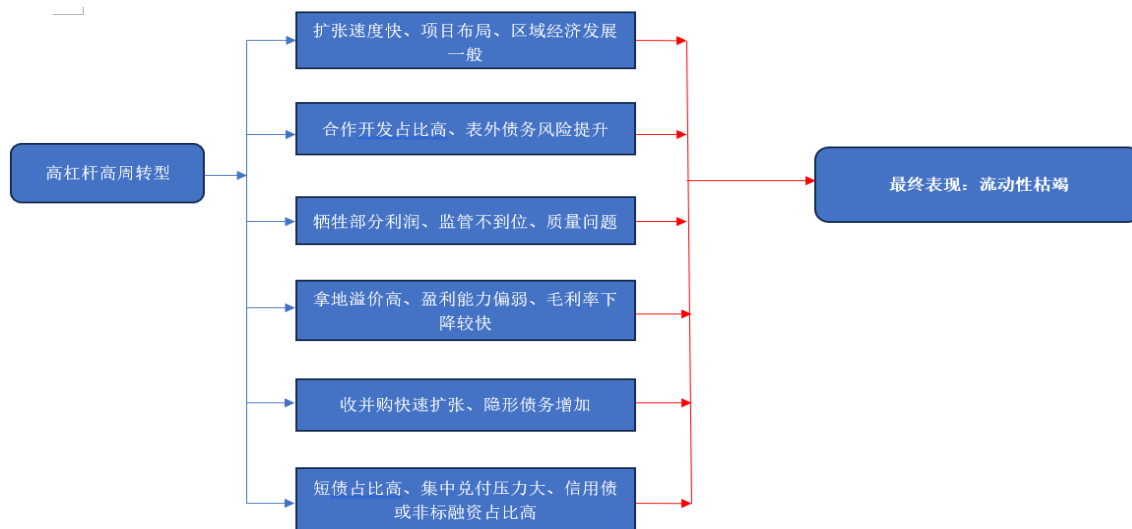 扩张速度快、项目布局、区域经济发展
一般
合作开发占比高、表外债务风险提升
高杠杆高周转型
最终表现：流动性枯竭
牺牲部分利润、监管不到位、质量问题
拿地溢价高、盈利能力偏弱、毛利率下
降较快
收并购快速扩张、隐形债务增加
短债占比高、集中兑付压力大、信用债
或非标融资占比高